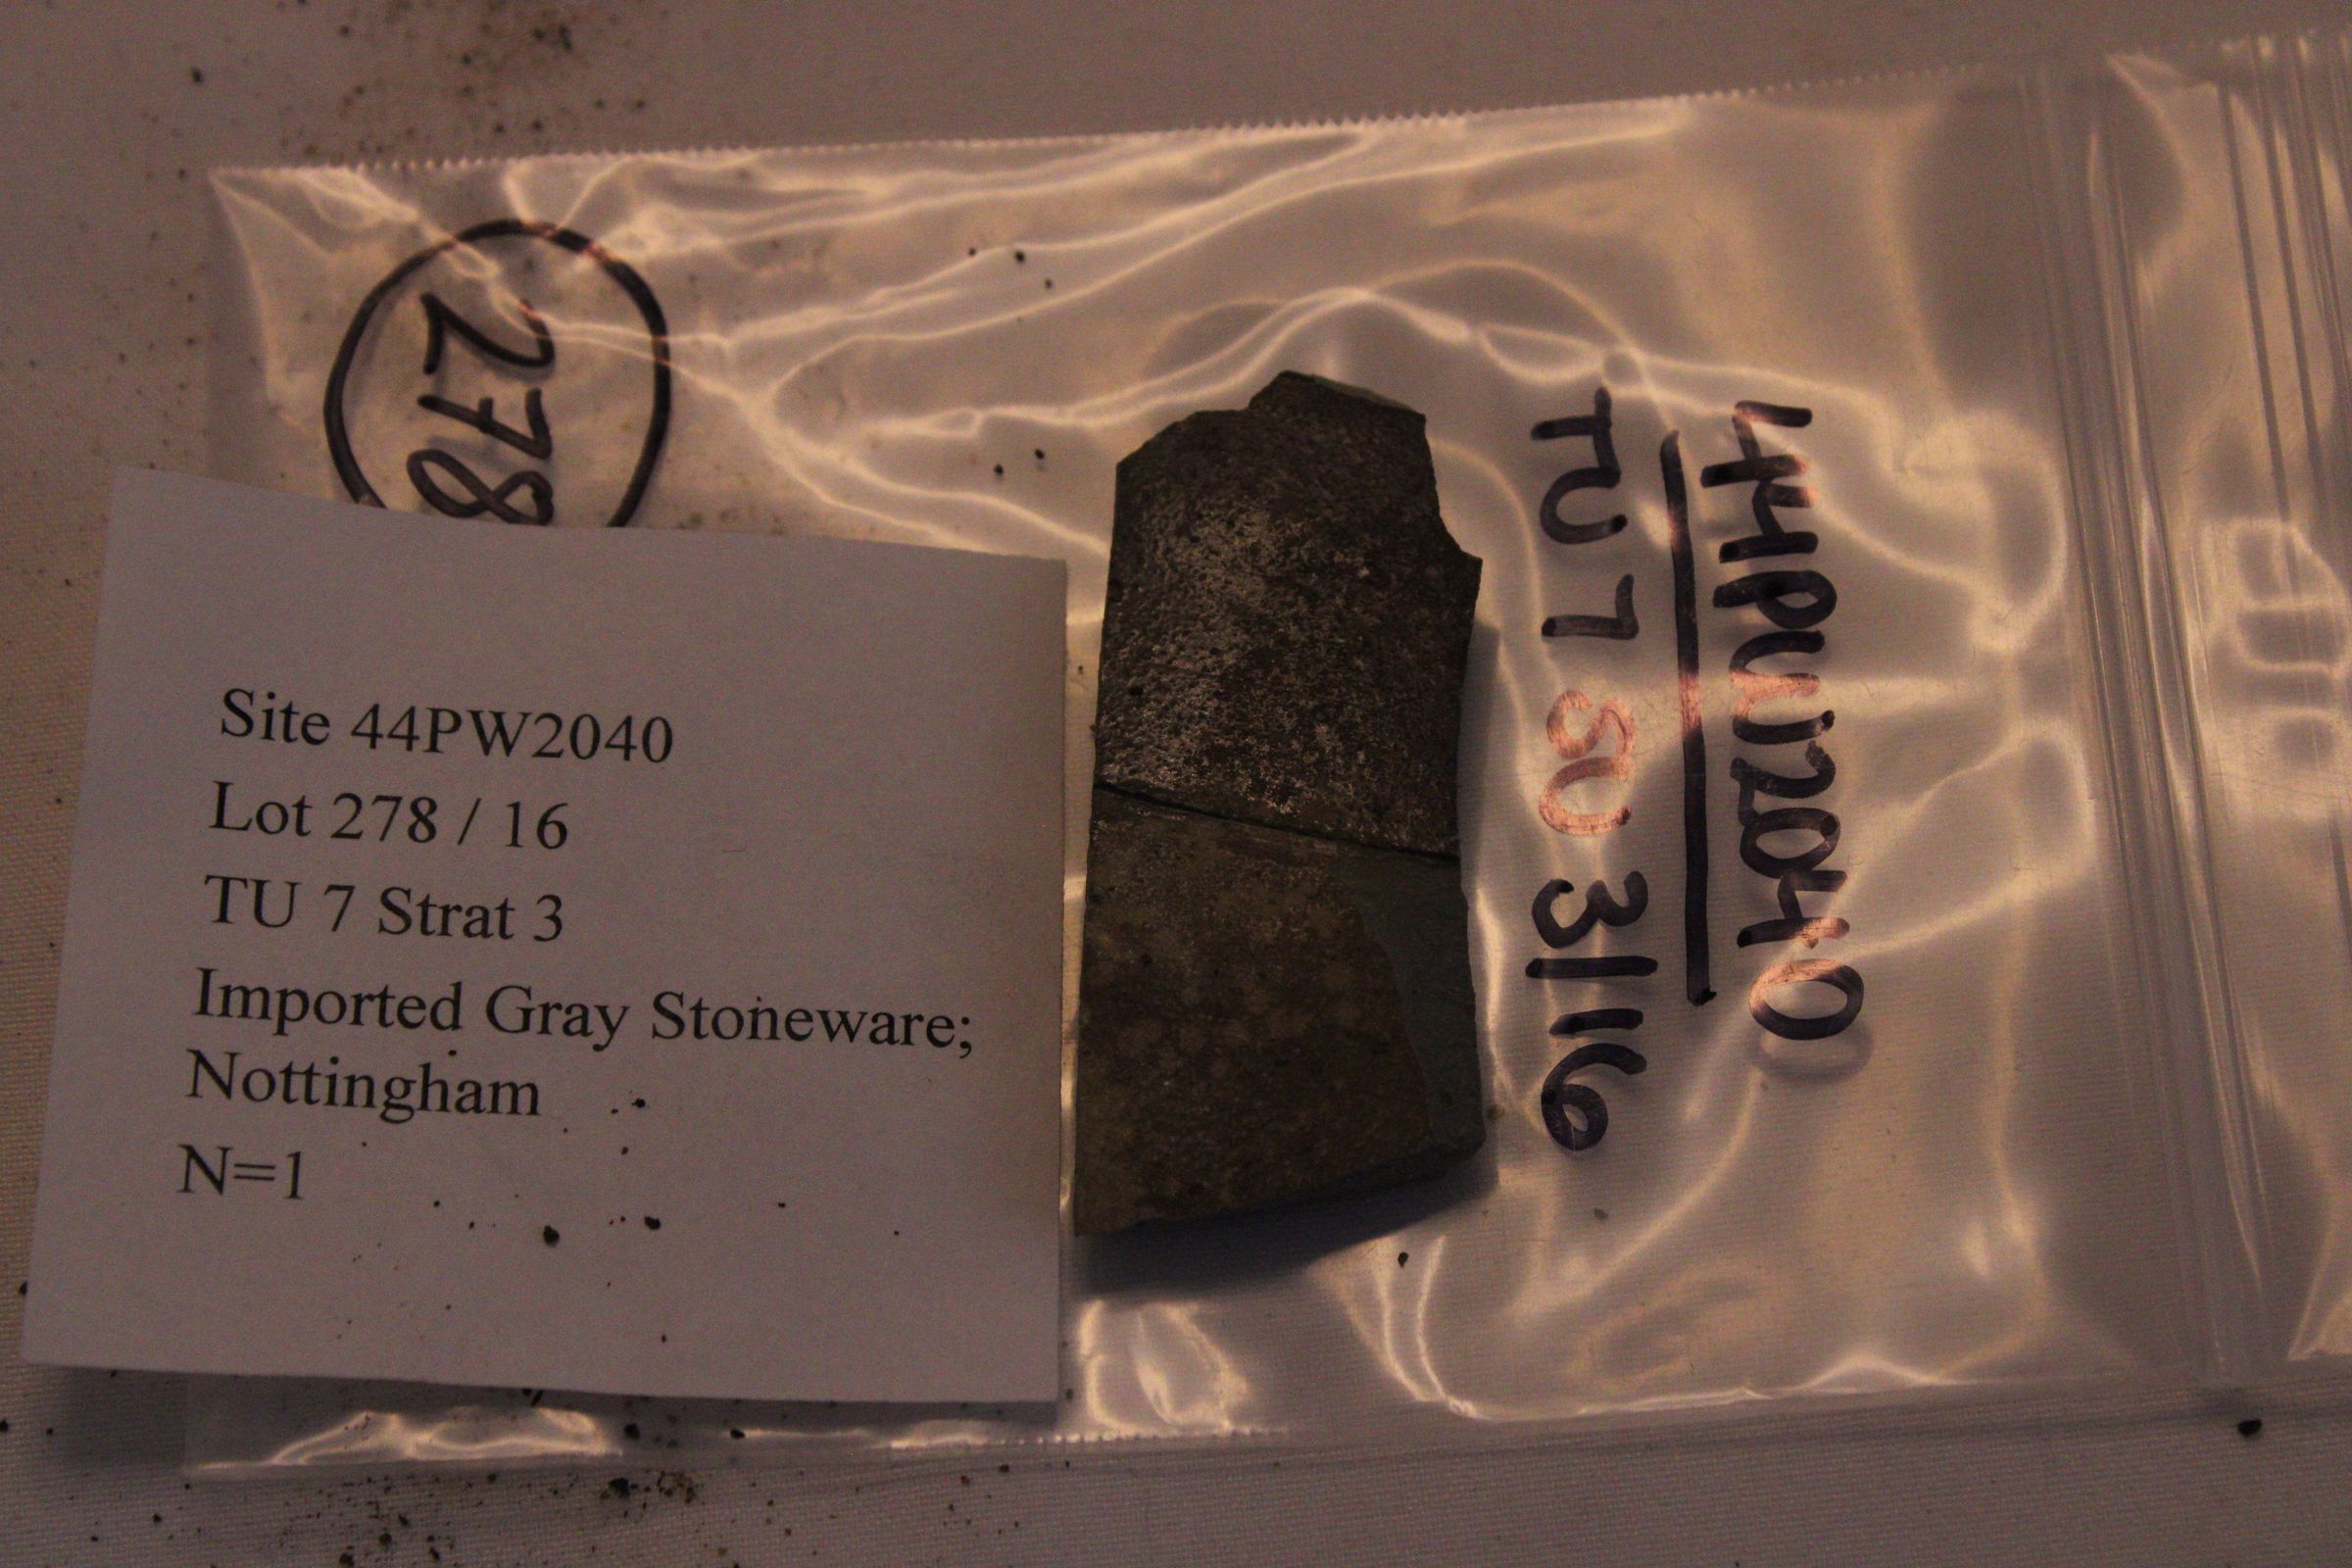 278
Site 44PW2040
Lot 278 / 16
TU 7 Strat 3
Imported Gray Stoneware;
Nottingham
N=1
44PW2040
TU 7 SO 3|16